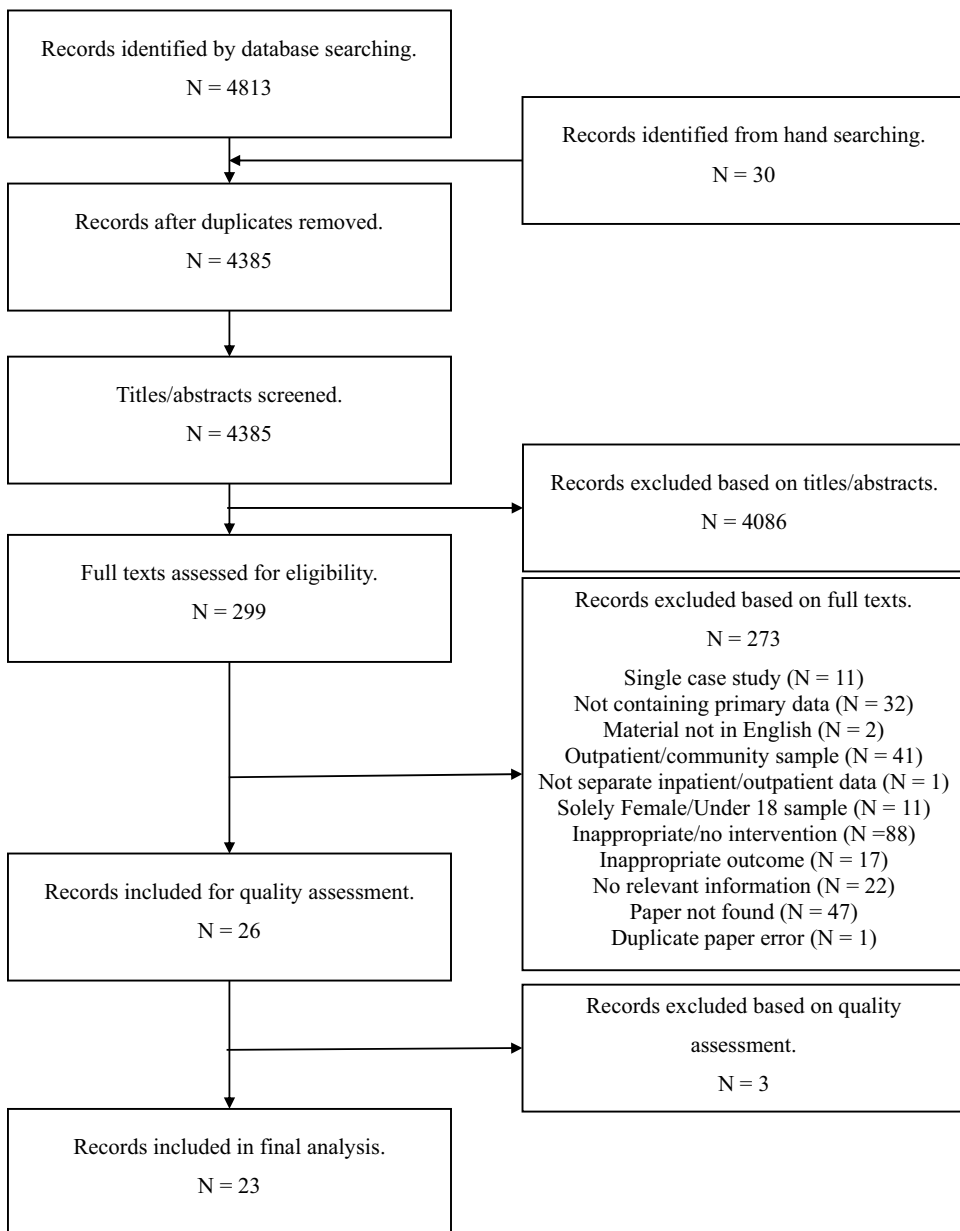 Records identified by database searching.
N = 4813
Records identified from hand searching.
N = 30
Records after duplicates removed.
N = 4385
Titles/abstracts screened.
N = 4385
Records excluded based on titles/abstracts.
N = 4086
Full texts assessed for eligibility.
N = 299
Records excluded based on full texts.
N = 273
Single case study (N = 11)
Not containing primary data (N = 32)
Material not in English (N = 2)
Outpatient/community sample (N = 41)
Not separate inpatient/outpatient data (N = 1)
Solely Female/Under 18 sample (N = 11)
Inappropriate/no intervention (N =88)
Inappropriate outcome (N = 17)
No relevant information (N = 22)
Paper not found (N = 47)
Duplicate paper error (N = 1)
Records included for quality assessment.
N = 26
Records excluded based on quality
assessment.
N = 3
Records included in final analysis.
N = 23